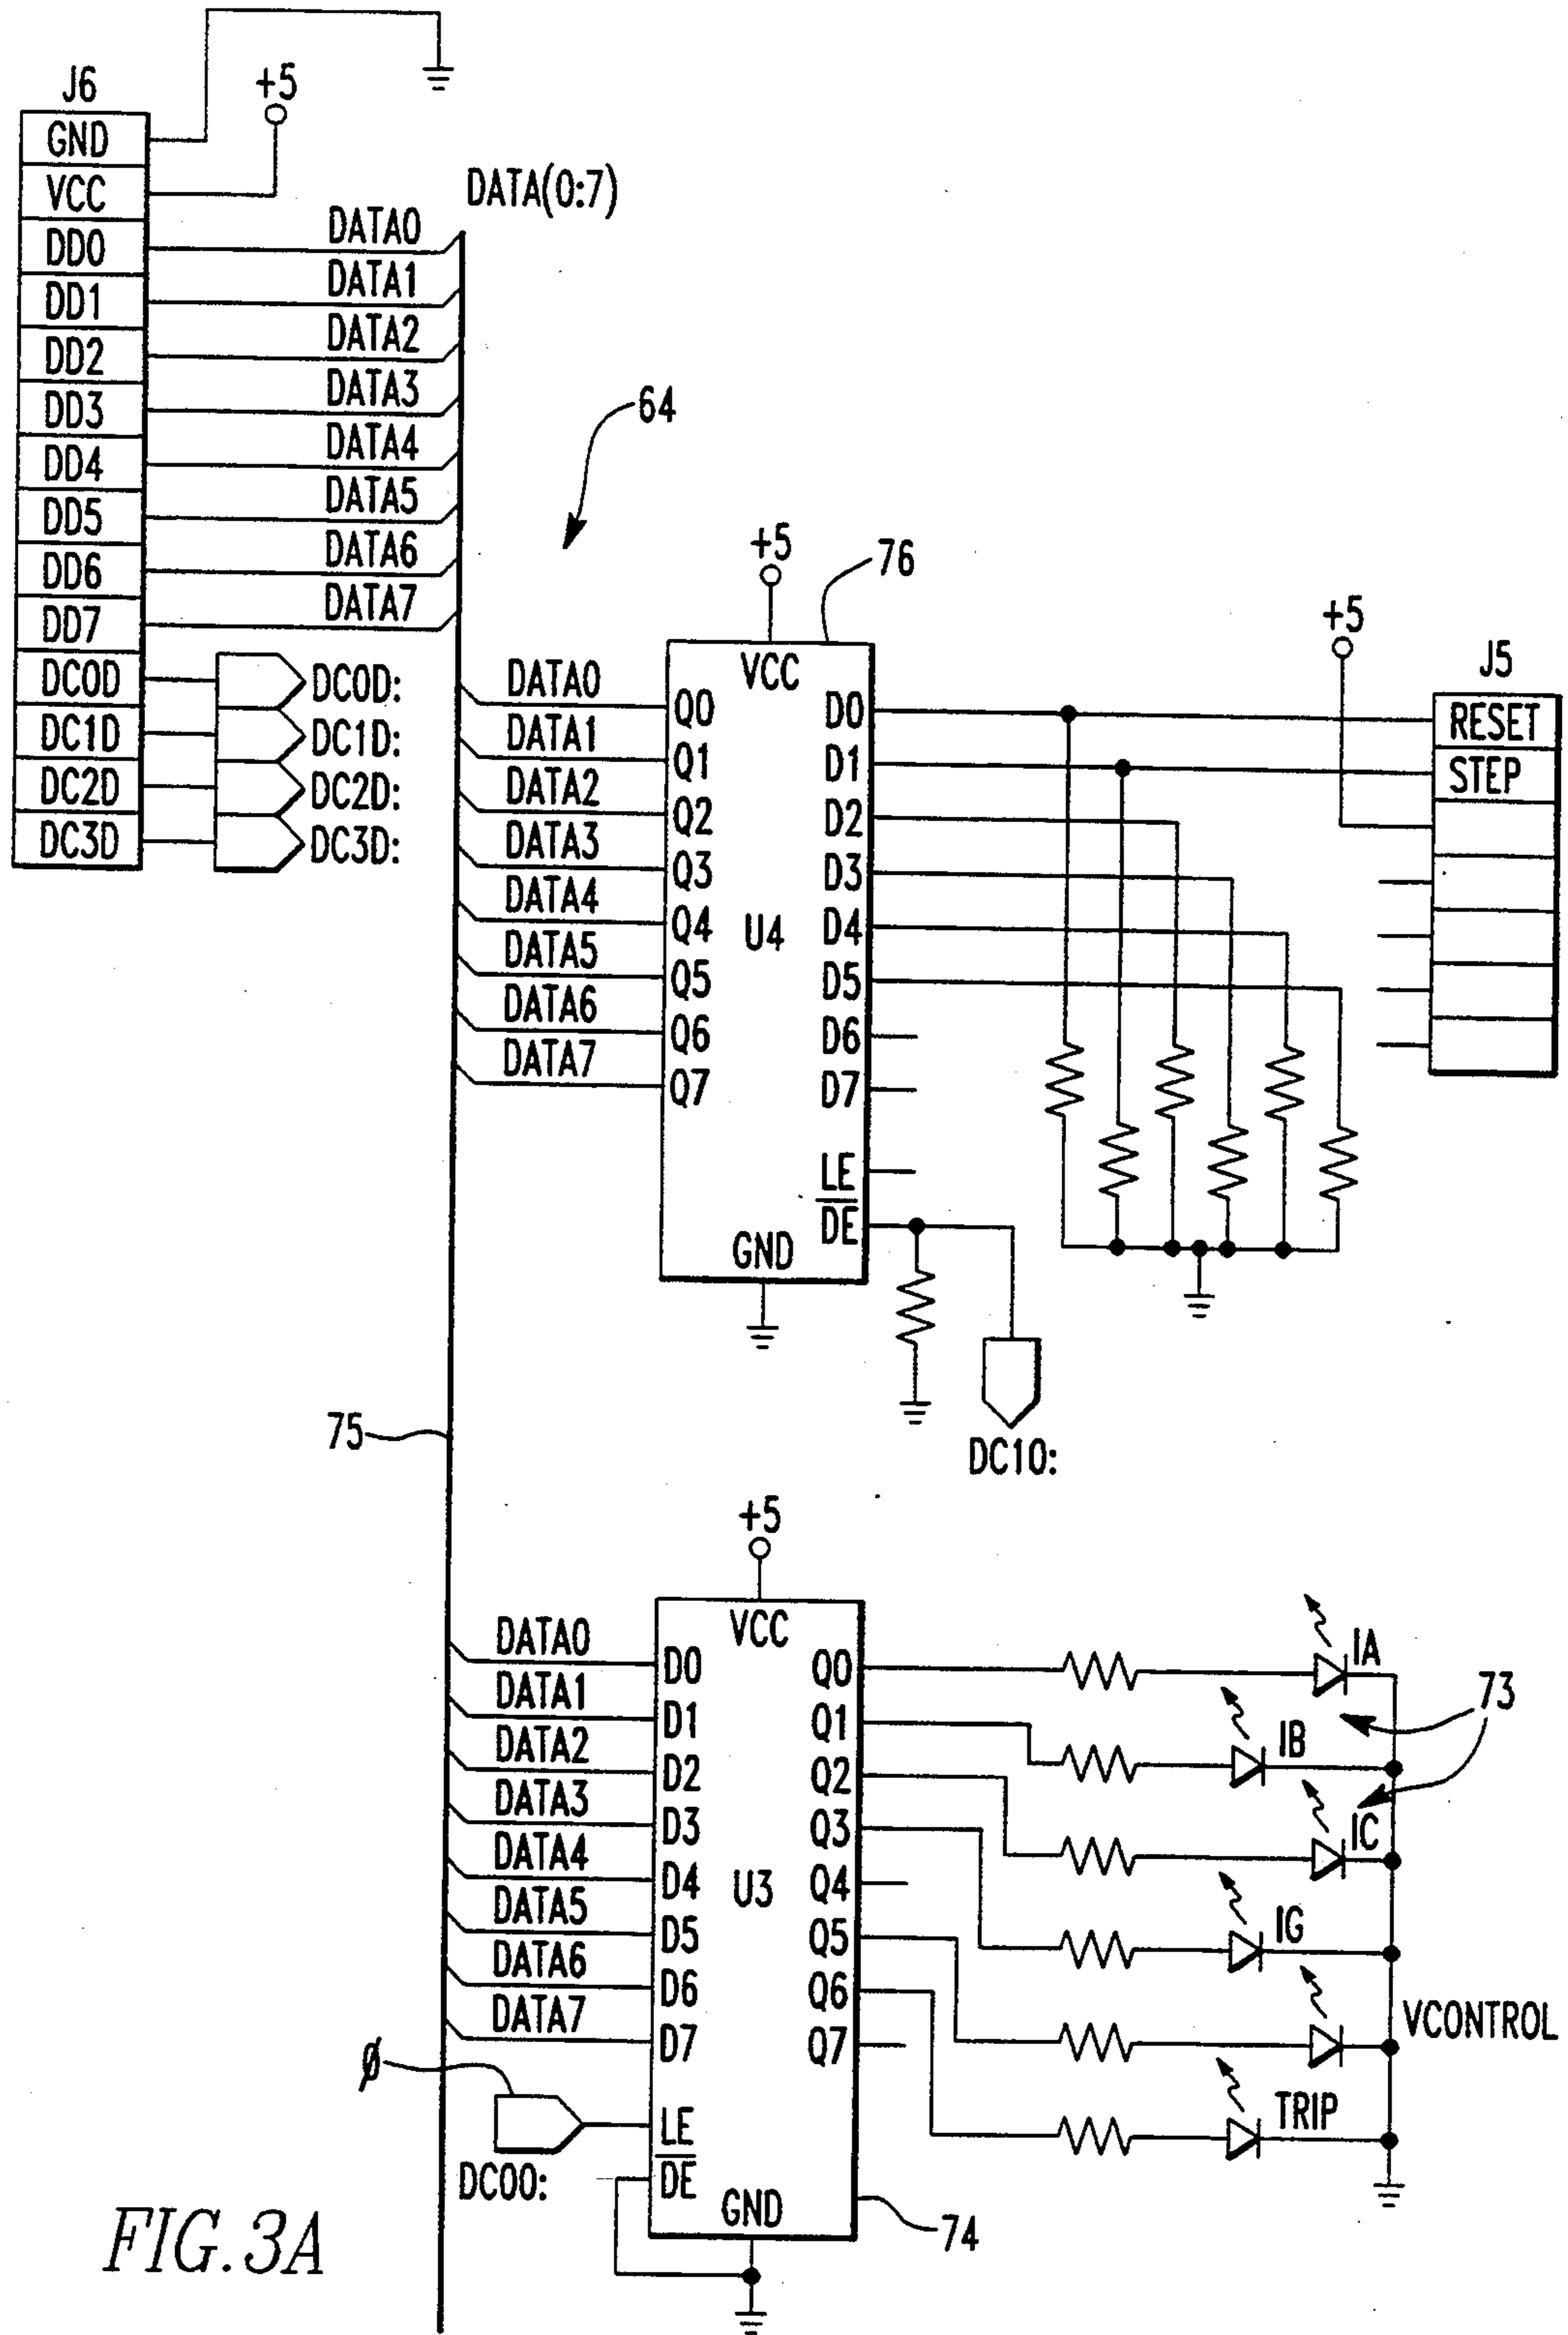 J6
+5
GND
VCC
DATA(0:7)
DD0 DATA0
DD1 DATA1
DD2 DATA2
DD3 DATA3
DD4 DATA4
DD5 DATA5
DD6 DATA6
DD7 DATA7
DC0D DC0D:
DC1D DC1D:
DC2D DC2D:
DC3D DC3D:
64
+5
76
VCC
U4
DATA0 Q0 D0
DATA1 Q1 D1
DATA2 Q2 D2
DATA3 Q3 D3
DATA4 Q4 D4
DATA5 Q5 D5
DATA6 Q6 D6
DATA7 Q7 D7
LE
DE
GND
DC10:
+5
J5
RESET
STEP
75
+5
VCC
U3
DATA0 D0 Q0 IA
DATA1 D1 Q1 IB
DATA2 D2 Q2 IC
DATA3 D3 Q3 IG
DATA4 D4 Q4
DATA5 D5 Q5 VCONTROL
DATA6 D6 Q6 TRIP
DATA7 D7 Q7
73
Ø
LE
DC00:
DE
GND
74
FIG. 3A